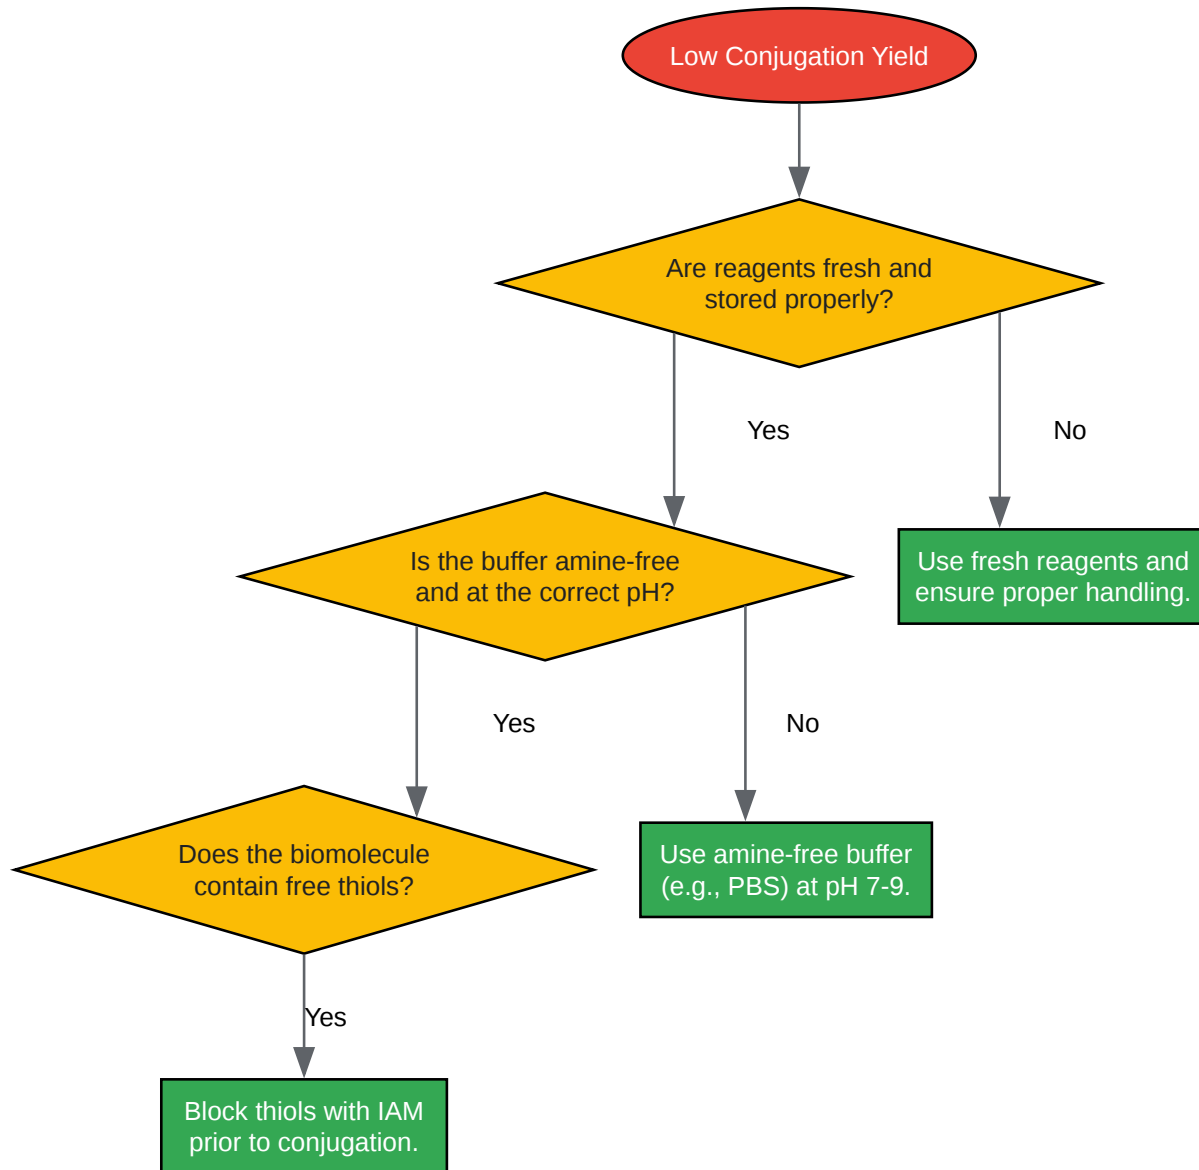 Low Conjugation Yield
Are reagents fresh and
stored properly?
Yes
No
Is the buffer amine-free
and at the correct pH?
Use fresh reagents and
ensure proper handling.
Yes
No
Does the biomolecule
contain free thiols?
Use amine-free buffer
(e.g., PBS) at pH 7-9.
Yes
Block thiols with IAM
prior to conjugation.